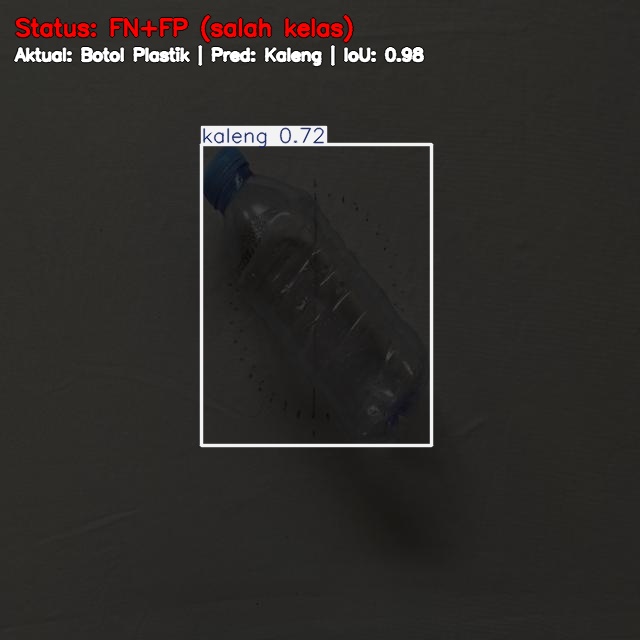 Status: FN+FP (salah kelas)
Aktual: Botol Plastik | Pred: Kaleng | IoU: 0.98
kaleng 0.72